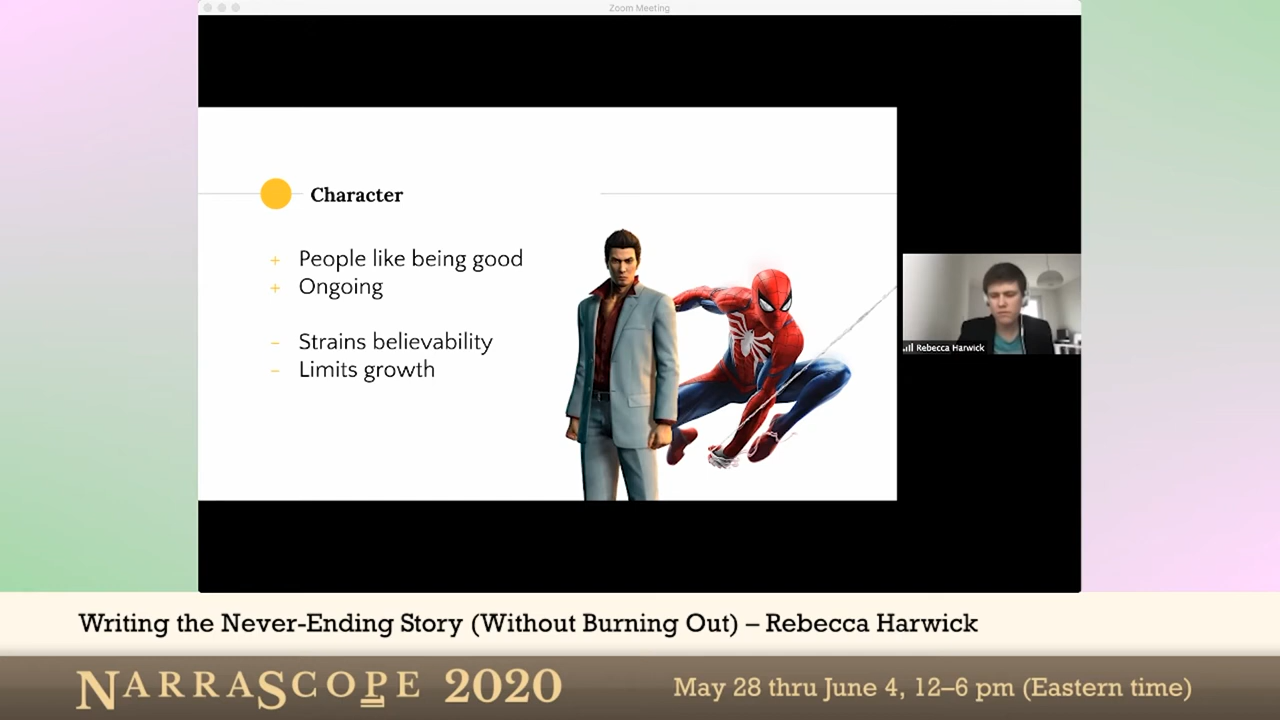 Zoom Meeting
Character
+ People like being good
+ Ongoing
– Strains believability
– Limits growth
Rebecca Harwick
Writing the Never-Ending Story (Without Burning Out) – Rebecca Harwick
NARRASCOPE 2020
May 28 thru June 4, 12–6 pm (Eastern time)